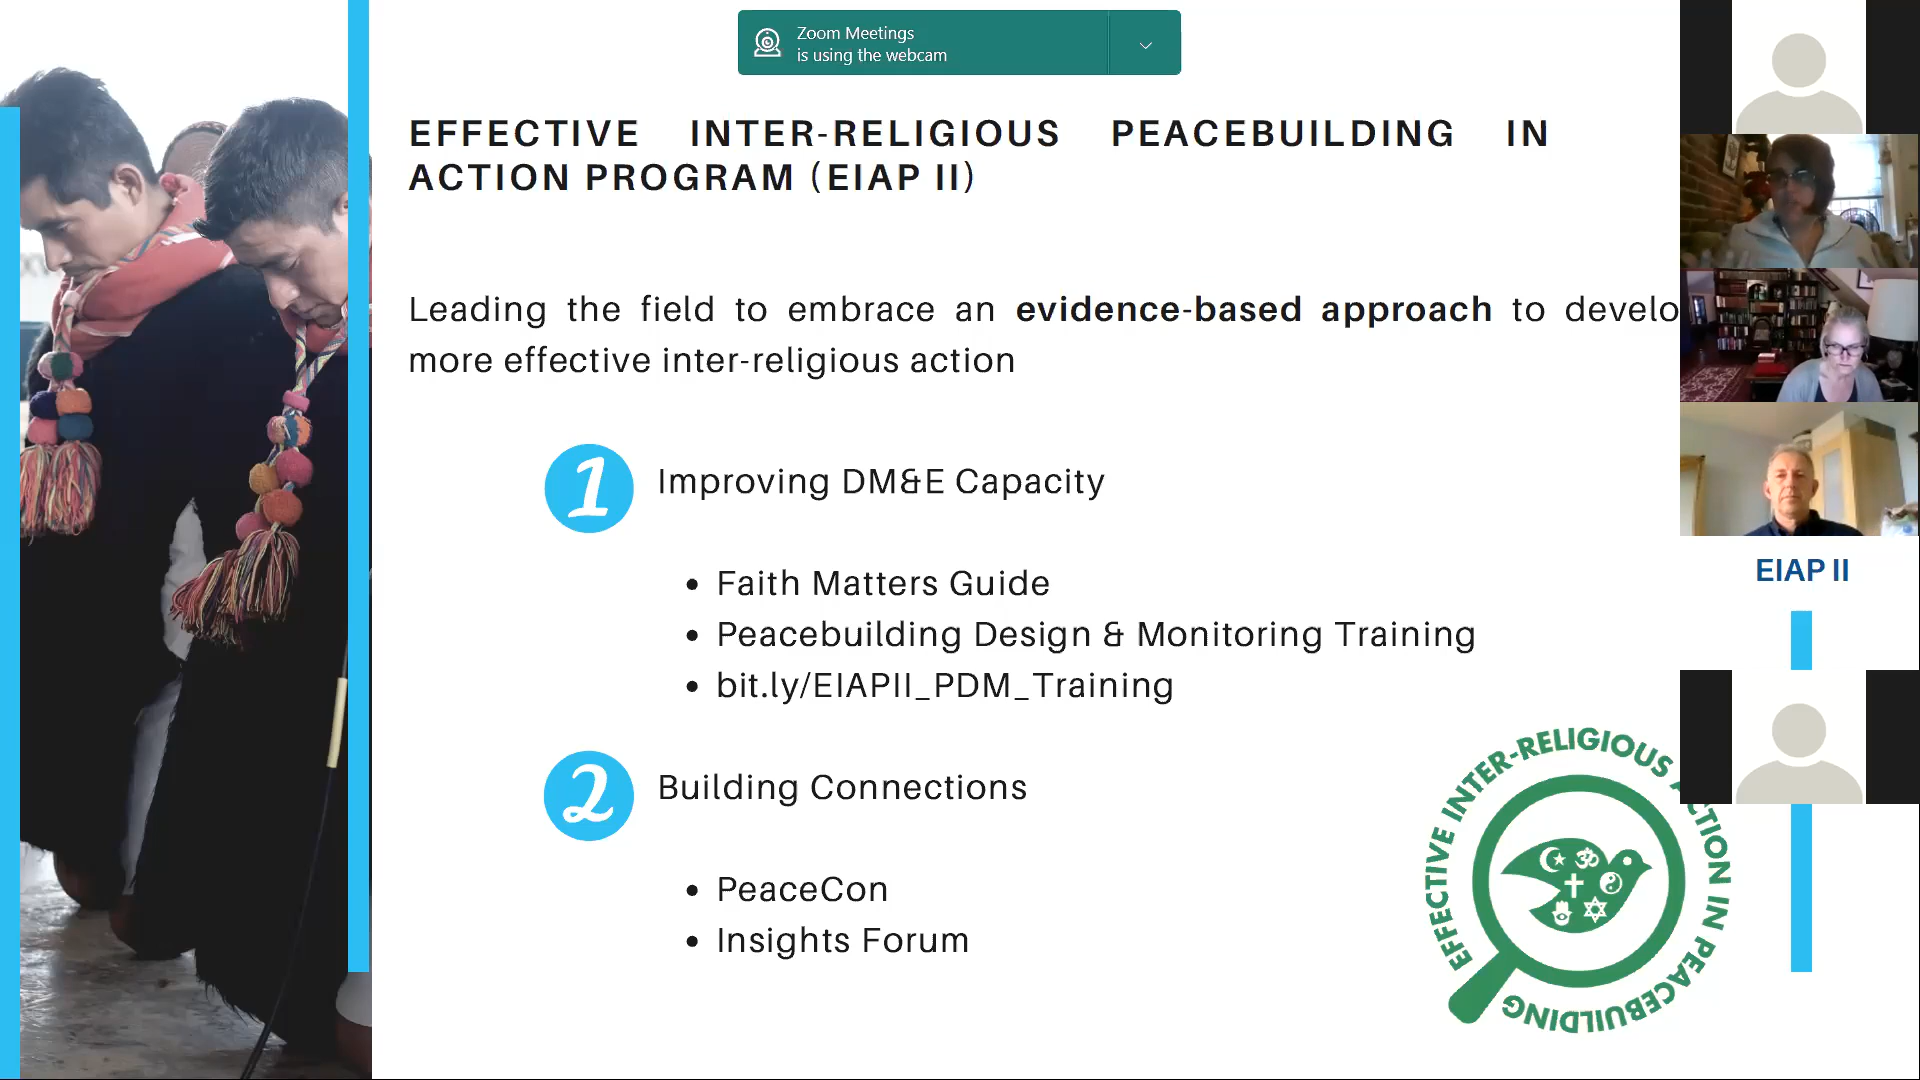 Zoom Meetings
is using the webcam
EFFECTIVE INTER-RELIGIOUS PEACEBUILDING IN
ACTION PROGRAM (EIAP II)
Leading the field to embrace an evidence-based approach to develo
more effective inter-religious action
1 Improving DM&E Capacity
• Faith Matters Guide
• Peacebuilding Design & Monitoring Training
• bit.ly/EIAPII_PDM_Training
2 Building Connections
• PeaceCon
• Insights Forum
EIAP II
EFFECTIVE INTER-RELIGIOUS ACTION IN PEACEBUILDING